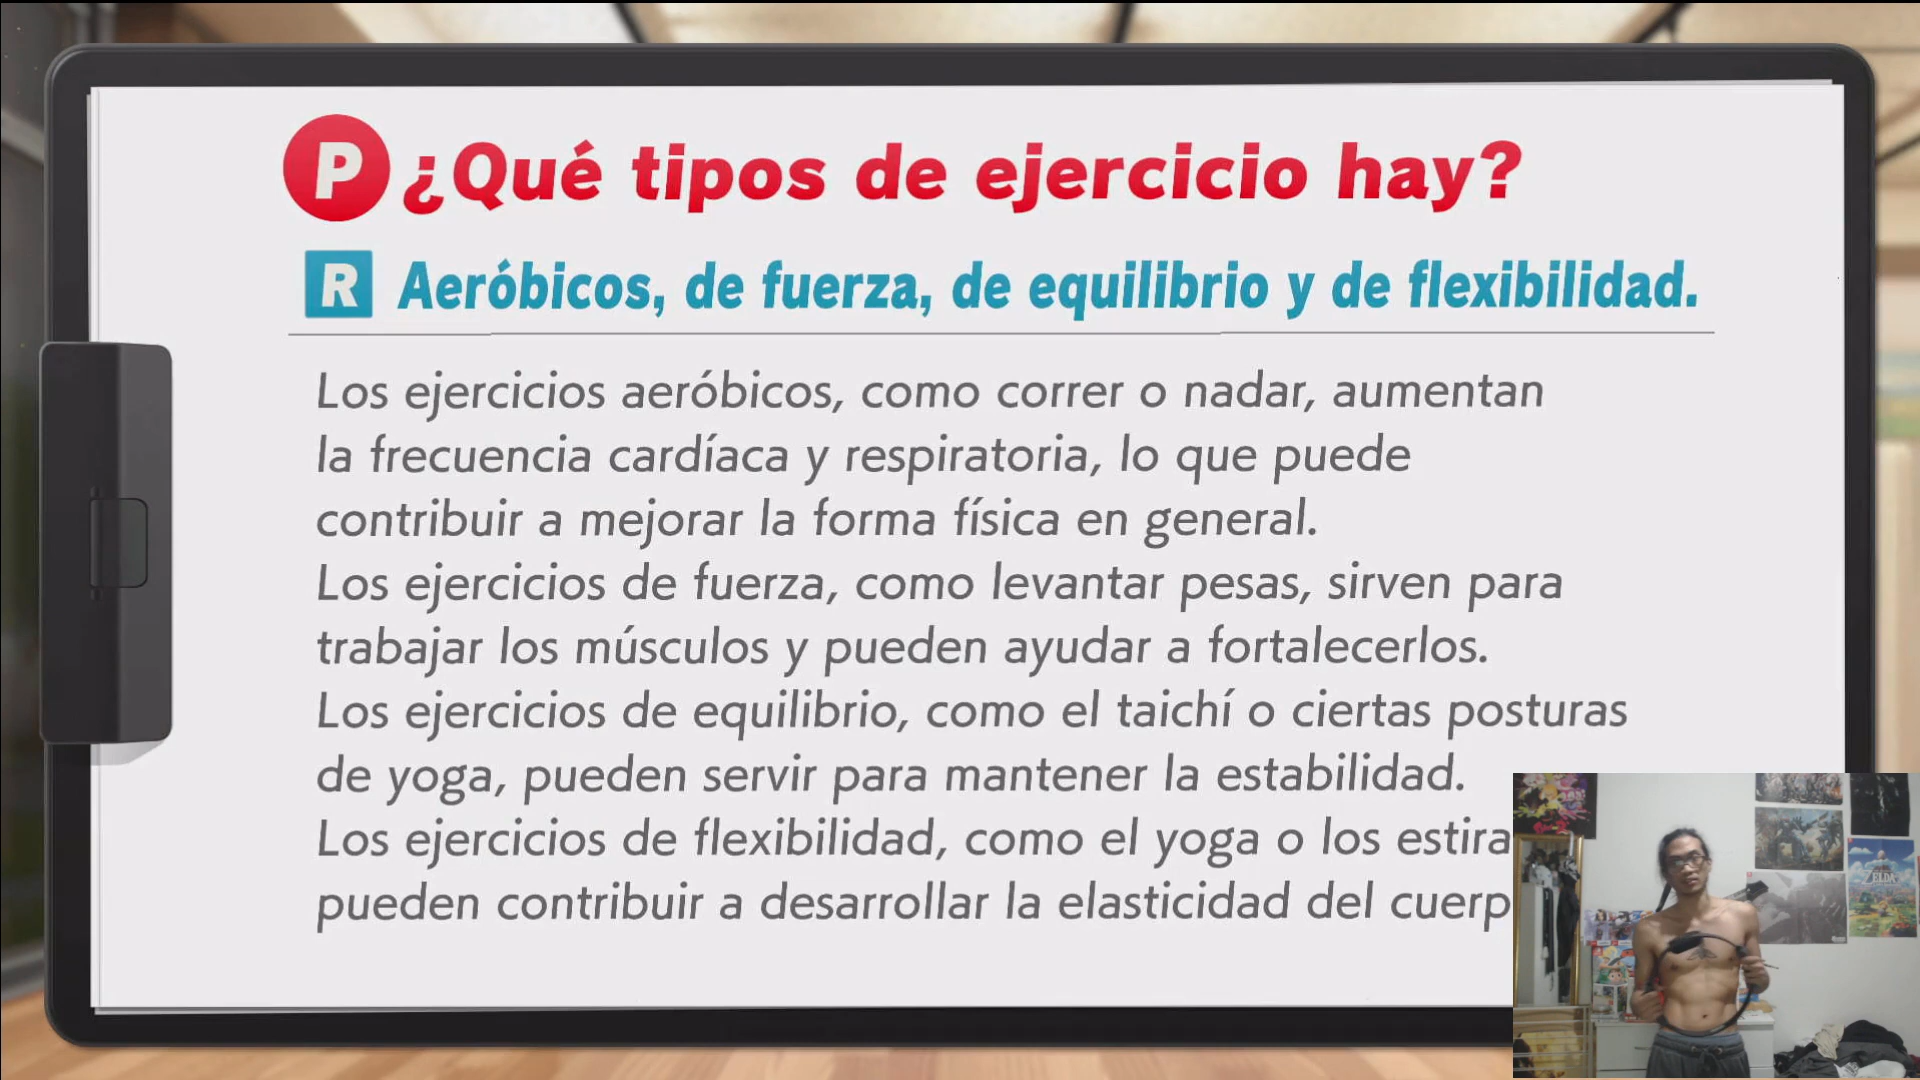 P ¿Qué tipos de ejercicio hay?
R Aeróbicos, de fuerza, de equilibrio y de flexibilidad.
Los ejercicios aeróbicos, como correr o nadar, aumentan
la frecuencia cardíaca y respiratoria, lo que puede
contribuir a mejorar la forma física en general.
Los ejercicios de fuerza, como levantar pesas, sirven para
trabajar los músculos y pueden ayudar a fortalecerlos.
Los ejercicios de equilibrio, como el taichí o ciertas posturas
de yoga, pueden servir para mantener la estabilidad.
Los ejercicios de flexibilidad, como el yoga o los estira
pueden contribuir a desarrollar la elasticidad del cuerp
ZELDA